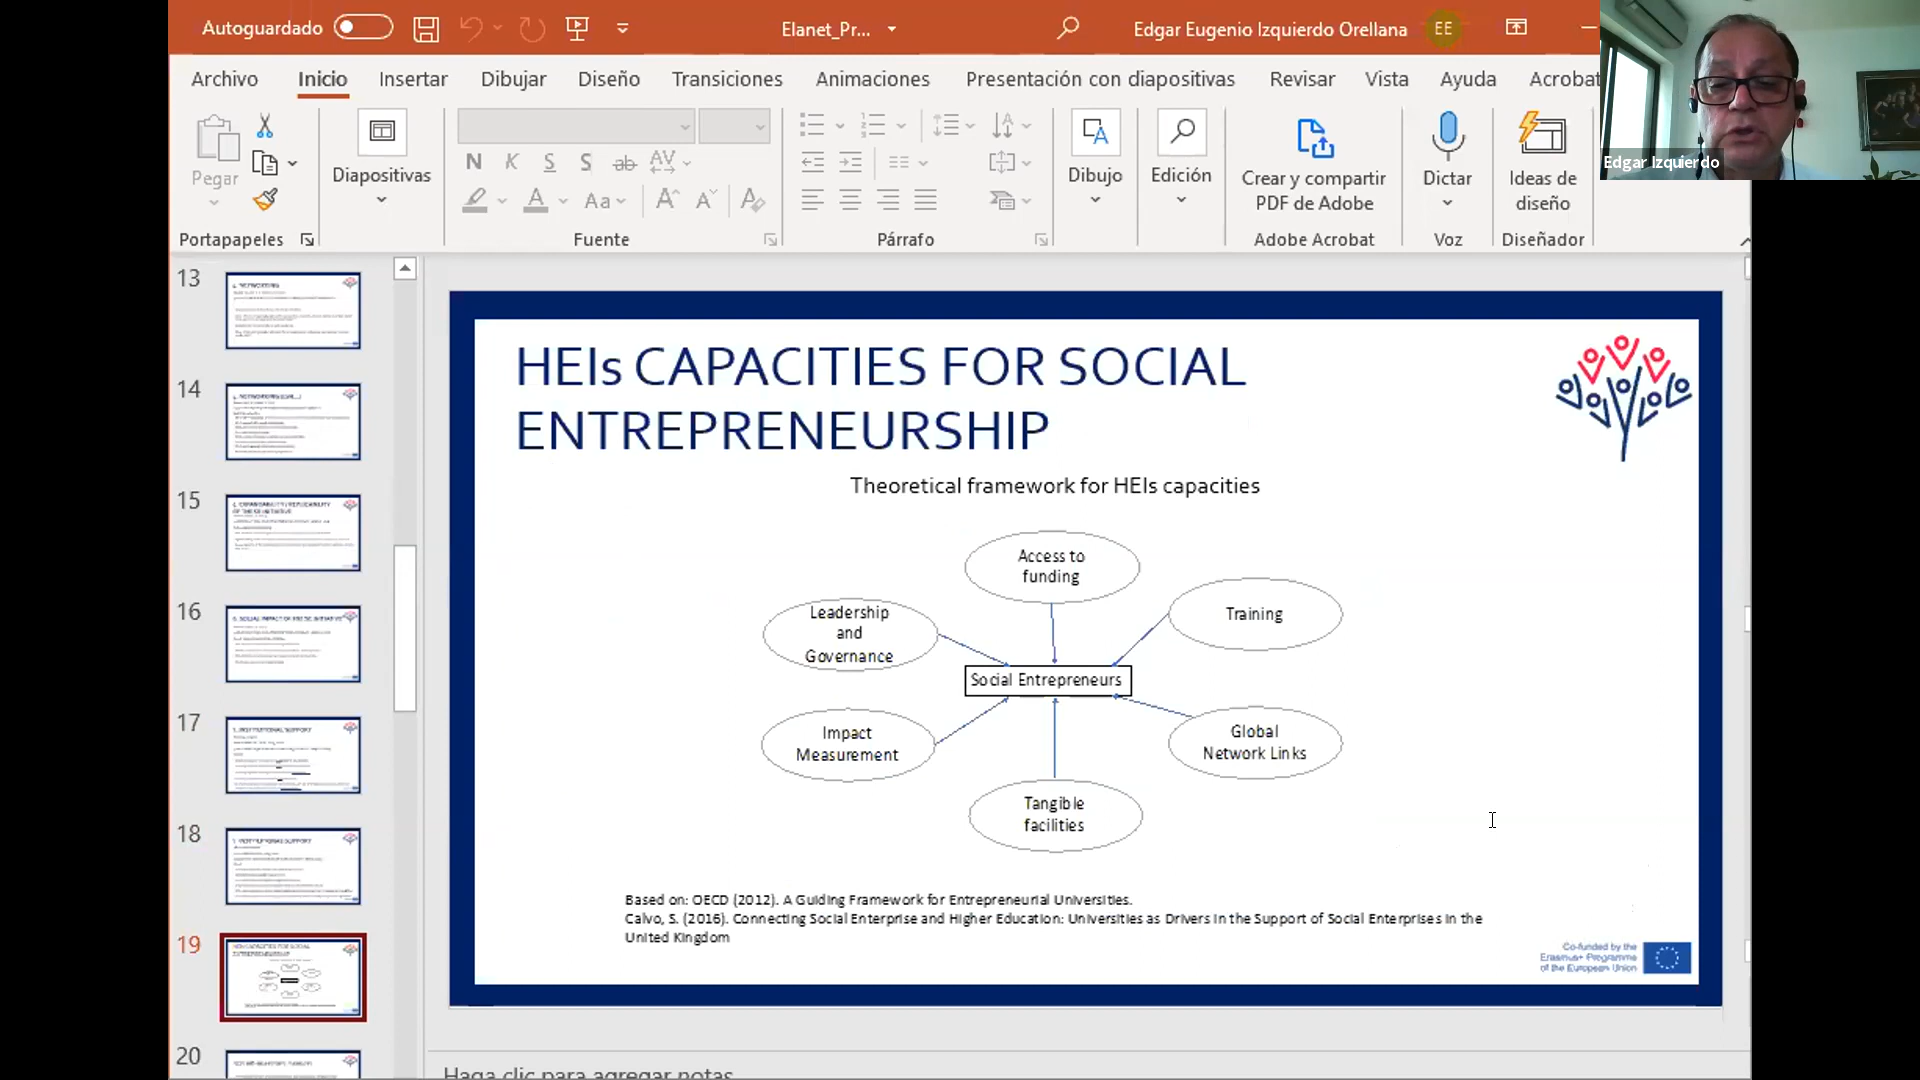 Autoguardado
Elanet_Pr...
Edgar Eugenio Izquierdo Orellana
EE
Archivo
Inicio
Insertar
Dibujar
Diseño
Transiciones
Animaciones
Presentación con diapositivas
Revisar
Vista
Ayuda
Acrobat
Pegar
Diapositivas
N K S S ab AV
A Aa A A A
Dibujo
Edición
Crear y compartir
PDF de Adobe
Dictar
Ideas de
diseño
Portapapeles
Fuente
Párrafo
Adobe Acrobat
Voz
Diseñador
Edgar Izquierdo
13
14
15
16
17
18
19
20
HEIs CAPACITIES FOR SOCIAL
ENTREPRENEURSHIP
Theoretical framework for HEIs capacities
Access to
funding
Leadership
and
Governance
Training
Social Entrepreneurs
Impact
Measurement
Global
Network Links
Tangible
facilities
Based on: OECD (2012). A Guiding Framework for Entrepreneurial Universities.
Calvo, S. (2016). Connecting Social Enterprise and Higher Education: Universities as Drivers in the Support of Social Enterprises in the
United Kingdom
Co-funded by the
Erasmus+ Programme
of the European Union
Haga clic para agregar notas